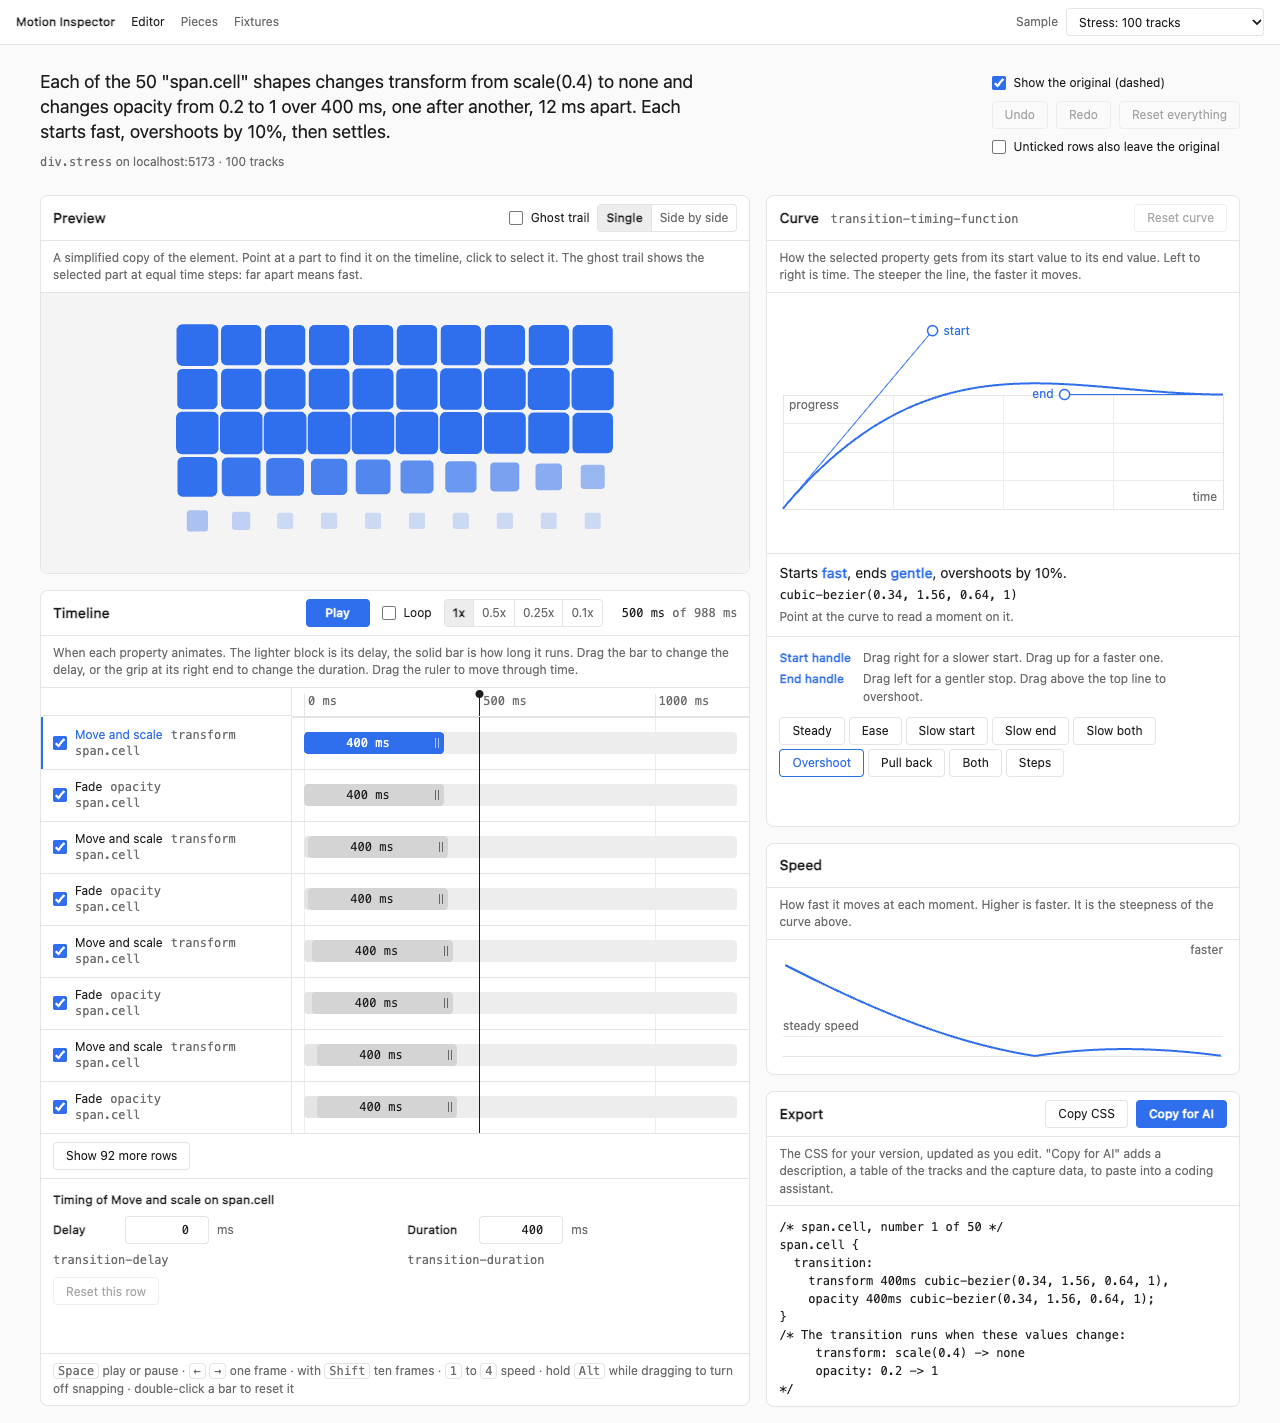 Motion Inspector Editor Pieces Fixtures Sample Stress: 100 tracks
Each of the 50 "span.cell" shapes changes transform from scale(0.4) to none and
changes opacity from 0.2 to 1 over 400 ms, one after another, 12 ms apart. Each
starts fast, overshoots by 10%, then settles.
div.stress on localhost:5173 · 100 tracks
Show the original (dashed)
Undo Redo Reset everything
Unticked rows also leave the original
Preview Ghost trail Single Side by side
A simplified copy of the element. Point at a part to find it on the timeline, click to select it. The ghost trail shows the
selected part at equal time steps: far apart means fast.
Timeline Play Loop 1x 0.5x 0.25x 0.1x 500 ms of 988 ms
When each property animates. The lighter block is its delay, the solid bar is how long it runs. Drag the bar to change the
delay, or the grip at its right end to change the duration. Drag the ruler to move through time.
0 ms 500 ms 1000 ms
Move and scale transform
span.cell
400 ms
Fade opacity
span.cell
400 ms
Move and scale transform
span.cell
400 ms
Fade opacity
span.cell
400 ms
Move and scale transform
span.cell
400 ms
Fade opacity
span.cell
400 ms
Move and scale transform
span.cell
400 ms
Fade opacity
span.cell
400 ms
Show 92 more rows
Timing of Move and scale on span.cell
Delay 0 ms Duration 400 ms
transition-delay transition-duration
Reset this row
Space play or pause · ← → one frame · with Shift ten frames · 1 to 4 speed · hold Alt while dragging to turn
off snapping · double-click a bar to reset it
Curve transition-timing-function Reset curve
How the selected property gets from its start value to its end value. Left to
right is time. The steeper the line, the faster it moves.
start
end
progress
time
Starts fast, ends gentle, overshoots by 10%.
cubic-bezier(0.34, 1.56, 0.64, 1)
Point at the curve to read a moment on it.
Start handle Drag right for a slower start. Drag up for a faster one.
End handle Drag left for a gentler stop. Drag above the top line to
overshoot.
Steady Ease Slow start Slow end Slow both
Overshoot Pull back Both Steps
Speed
How fast it moves at each moment. Higher is faster. It is the steepness of the
curve above.
faster
steady speed
Export Copy CSS Copy for AI
The CSS for your version, updated as you edit. "Copy for AI" adds a
description, a table of the tracks and the capture data, to paste into a coding
assistant.
/* span.cell, number 1 of 50 */
span.cell {
transition:
transform 400ms cubic-bezier(0.34, 1.56, 0.64, 1),
opacity 400ms cubic-bezier(0.34, 1.56, 0.64, 1);
}
/* The transition runs when these values change:
transform: scale(0.4) -> none
opacity: 0.2 -> 1
*/